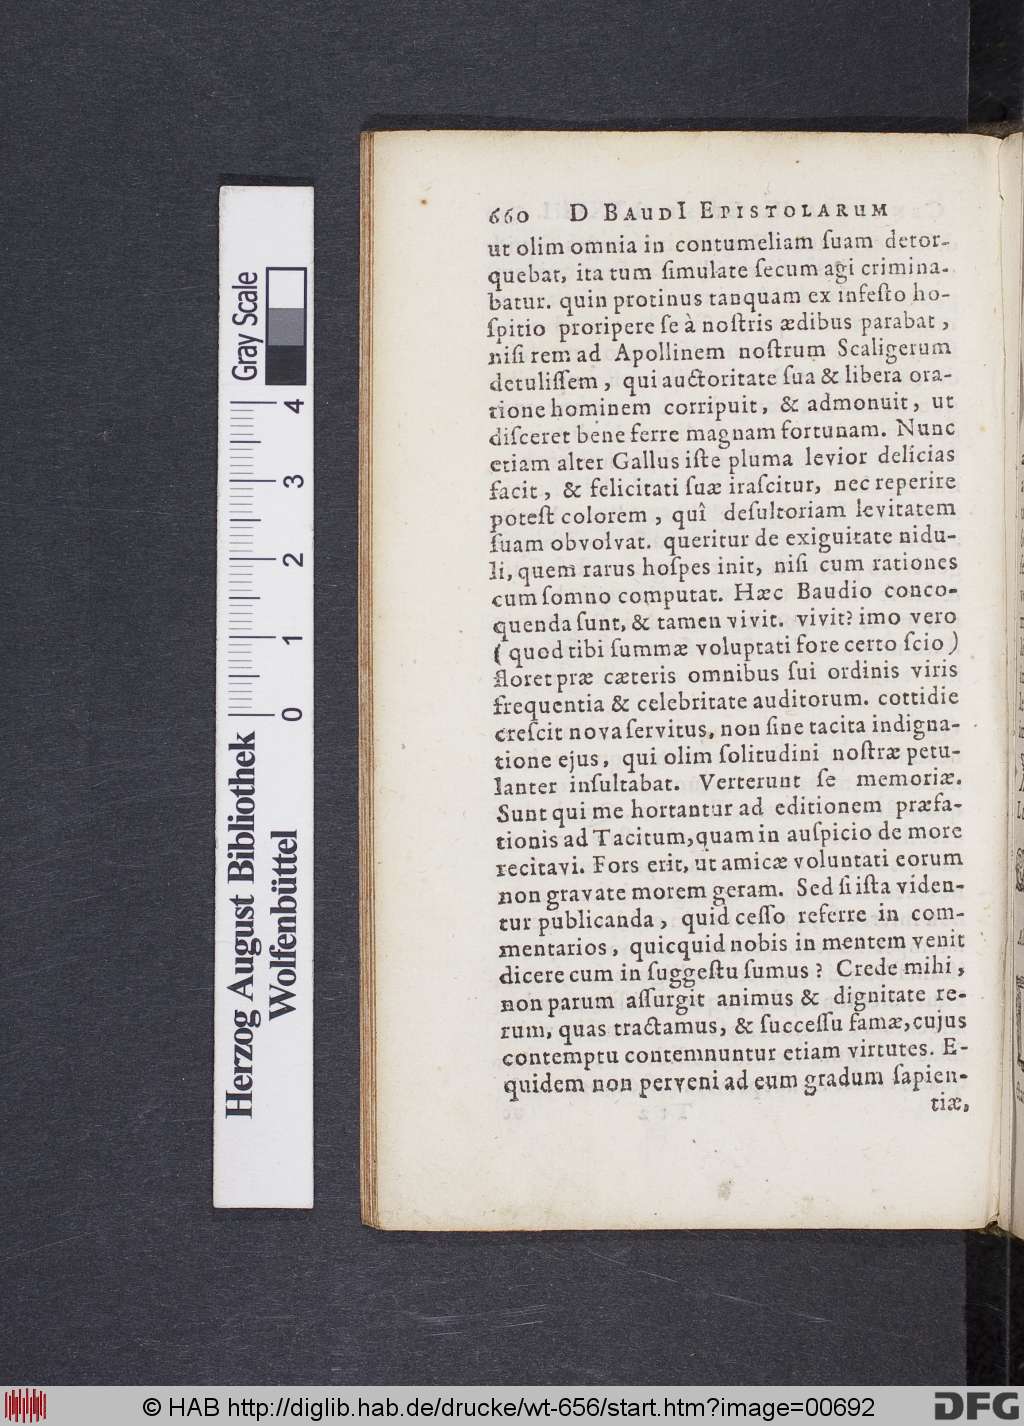 660 D BAUDI EPISTOLARUM
ut olim omnia in contumeliam ſuam detor-
quebat, ita tum ſimulate ſecum agi crimina-
batur. quin protinus tanquam ex infeſto ho-
ſpitio proripere ſe à noſtris ædibus parabat,
niſi rem ad Apollinem noſtrum Scaligerum
detuliſſem, qui auctoritate ſua & libera ora-
tione hominem corripuit, & admonuit, ut
diſceret bene ferre magnam fortunam. Nunc
etiam alter Gallus iſte pluma levior delicias
facit, & felicitati ſuæ iraſcitur, nec reperire
poteſt colorem, quî deſultoriam levitatem
ſuam obvolvat. queritur de exiguitate nidu-
li, quem rarus hoſpes init, niſi cum rationes
cum ſomno computat. Hæc Baudio conco-
quenda ſunt, & tamen vivit. vivit? imo vero
(quod tibi ſummæ voluptati fore certo ſcio)
floret præ cæteris omnibus ſui ordinis viris
frequentia & celebritate auditorum. cottidie
creſcit nova ſervitus, non ſine tacita indigna-
tione ejus, qui olim ſolitudini noſtræ petu-
lanter inſultabat. Verterunt ſe memoriæ.
Sunt qui me hortantur ad editionem præfa-
tionis ad Tacitum, quam in auſpicio de more
recitavi. Fors erit, ut amicæ voluntati eorum
non gravate morem geram. Sed ſi iſta viden-
tur publicanda, quid ceſſo referre in com-
mentarios, quicquid nobis in mentem venit
dicere cum in ſuggeſtu ſumus? Crede mihi,
non parum aſſurgit animus & dignitate re-
rum, quas tractamus, & ſucceſſu famæ, cujus
contemptu contemnuntur etiam virtutes. E-
quidem non perveni ad eum gradum ſapien-
tiæ,
Gray Scale
4
3
2
1
0
Herzog August Bibliothek
Wolfenbüttel
© HAB http://diglib.hab.de/drucke/wt-656/start.htm?image=00692
DFG